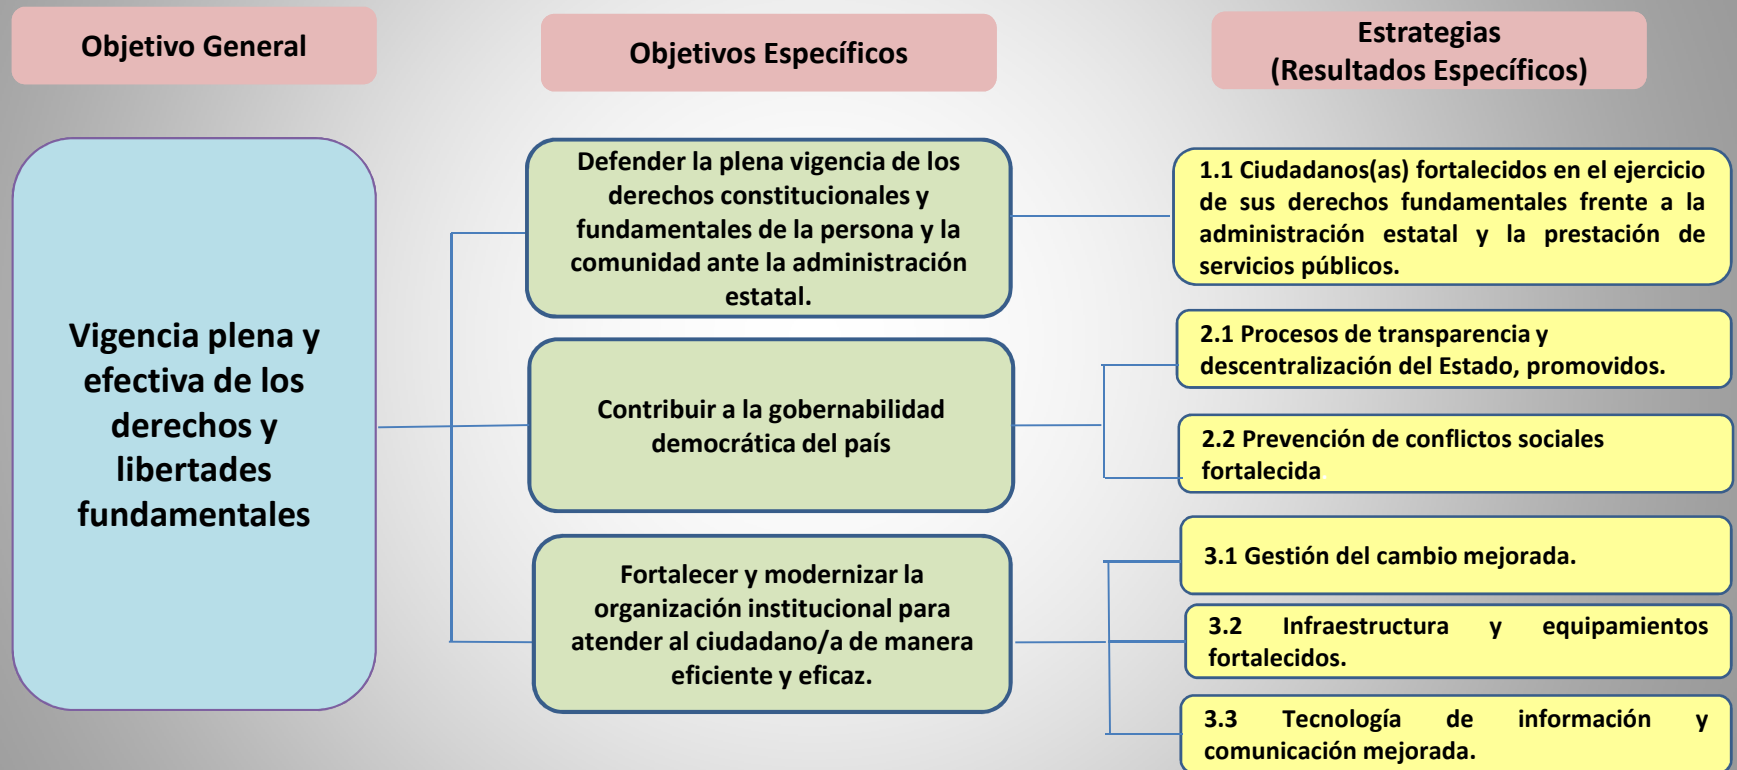 Objetivo General
Objetivos Específicos
Estrategias
(Resultados Específicos)
Vigencia plena y
efectiva de los
derechos y
libertades
fundamentales
Defender la plena vigencia de los
derechos constitucionales y
fundamentales de la persona y la
comunidad ante la administración
estatal.
Contribuir a la gobernabilidad
democrática del país
Fortalecer y modernizar la
organización institucional para
atender al ciudadano/a de manera
eficiente y eficaz.
1.1 Ciudadanos(as) fortalecidos en el ejercicio
de sus derechos fundamentales frente a la
administración estatal y la prestación de
servicios públicos.
2.1 Procesos de transparencia y
descentralización del Estado, promovidos.
2.2 Prevención de conflictos sociales
fortalecida
3.1 Gestión del cambio mejorada.
3.2 Infraestructura y equipamientos
fortalecidos.
3.3 Tecnología de información y
comunicación mejorada.